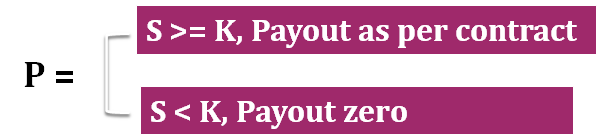 S >= K, Payout as per contract
P =
S < K, Payout zero